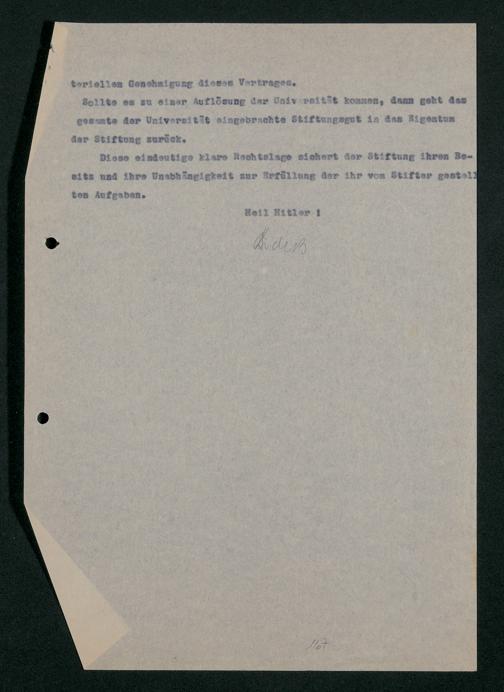 teriellen Genehmigung dieses Vertrages.
Sollte es zu einer Auflösung der Universität kommen, dann geht das
gesamte der Universität eingebrachte Stiftungsgut in das Eigentum
der Stiftung zurück.
Diese eindeutige klare Rechtslage sichert der Stiftung ihren Be-
sitz und ihre Unabhängigkeit zur Erfüllung der ihr vom Stifter gestell
ten Aufgaben.
Heil Hitler !
167